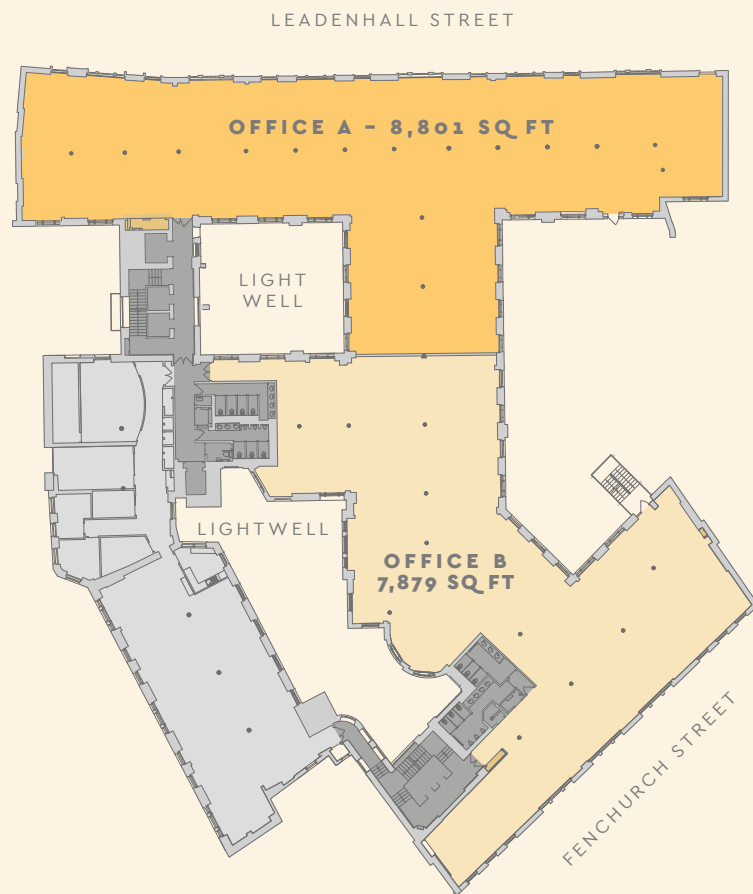 LEADENHALL STREET
OFFICE A – 8,801 SQ FT
LIGHT
WELL
LIGHTWELL
OFFICE B
7,879 SQ FT
FENCHURCH STREET